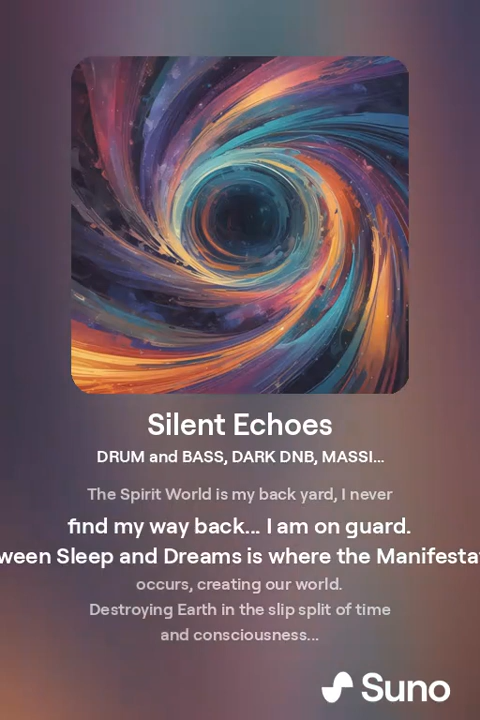 Silent Echoes
DRUM and BASS, DARK DNB, MASSI...
The Spirit World is my back yard, I never
find my way back... I am on guard.
Sleep and Dreams is where the
occurs, creating our world.
Destroying Earth in the slip split of time
and consciousness...
Suno